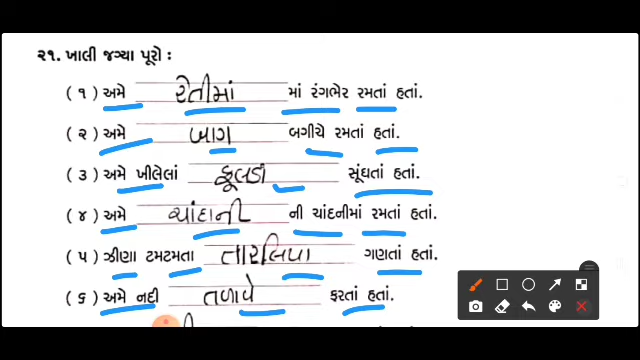 ૨૧. ખાલી જગ્યા પૂરો :
(૧) અમે રેતીમાં માં રંગભેર રમતાં હતાં.
(૨) અમે બાગ બગીચે રમતાં હતાં.
(૩) અમે ખીલેલાં ફૂલડાં સૂંઘતાં હતાં.
(૪) અમે ચાંદાની ની ચાંદનીમાં રમતાં હતાં.
(૫) ઝીણા ટમટમતા તારલિયા ગણતાં હતાં.
(૬) અમે નદી તળાવે ફરતાં હતાં.